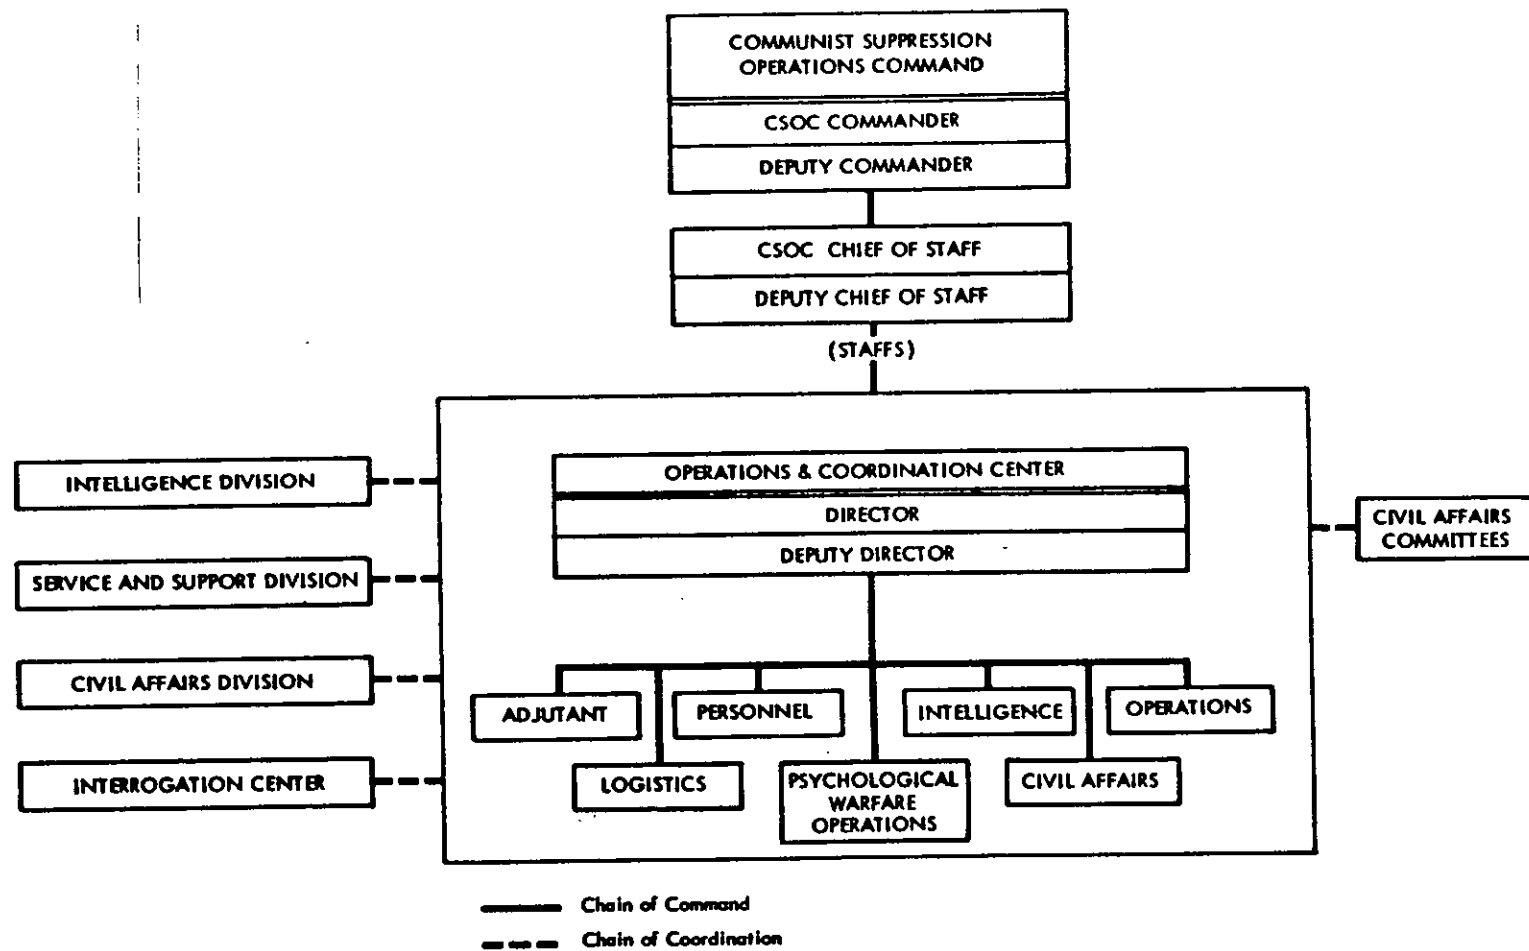 COMMUNIST SUPPRESSION
OPERATIONS COMMAND
CSOC COMMANDER
DEPUTY COMMANDER
CSOC CHIEF OF STAFF
DEPUTY CHIEF OF STAFF
(STAFFS)
INTELLIGENCE DIVISION
SERVICE AND SUPPORT DIVISION
CIVIL AFFAIRS DIVISION
INTERROGATION CENTER
OPERATIONS & COORDINATION CENTER
DIRECTOR
DEPUTY DIRECTOR
CIVIL AFFAIRS
COMMITTEES
ADJUTANT
PERSONNEL
INTELLIGENCE
OPERATIONS
LOGISTICS
PSYCHOLOGICAL
WARFARE
OPERATIONS
CIVIL AFFAIRS
Chain of Command
Chain of Coordination